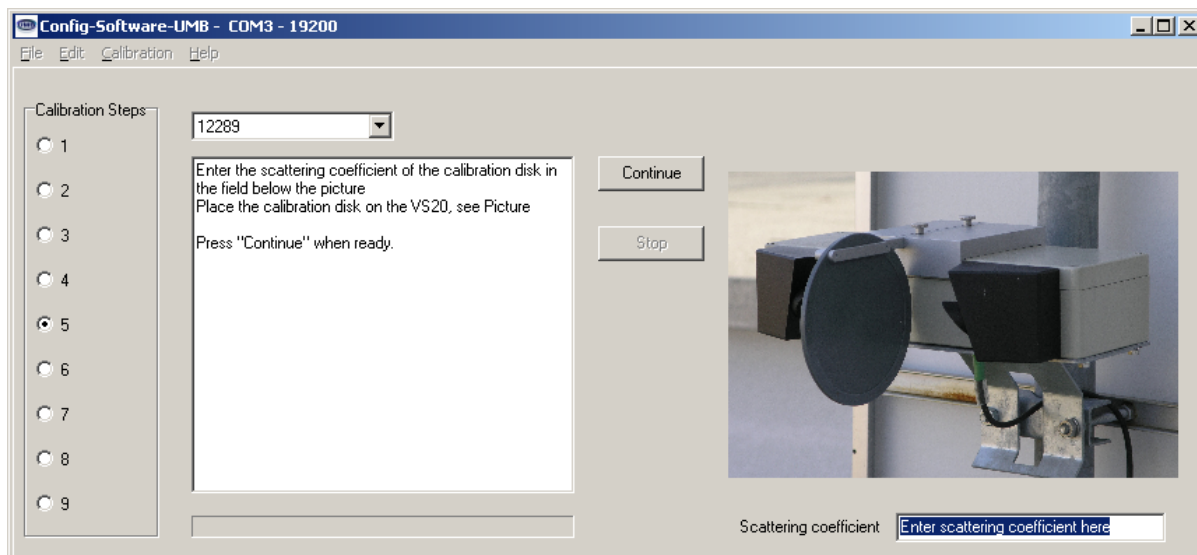 Config-Software-UMB - COM3 - 19200
File Edit Calibration Help
Calibration Steps
1
2
3
4
5
6
7
8
9
12289
Enter the scattering coefficient of the calibration disk in
the field below the picture
Place the calibration disk on the VS20, see Picture
Press "Continue" when ready.
Continue
Stop
Scattering coefficient Enter scattering coefficient here